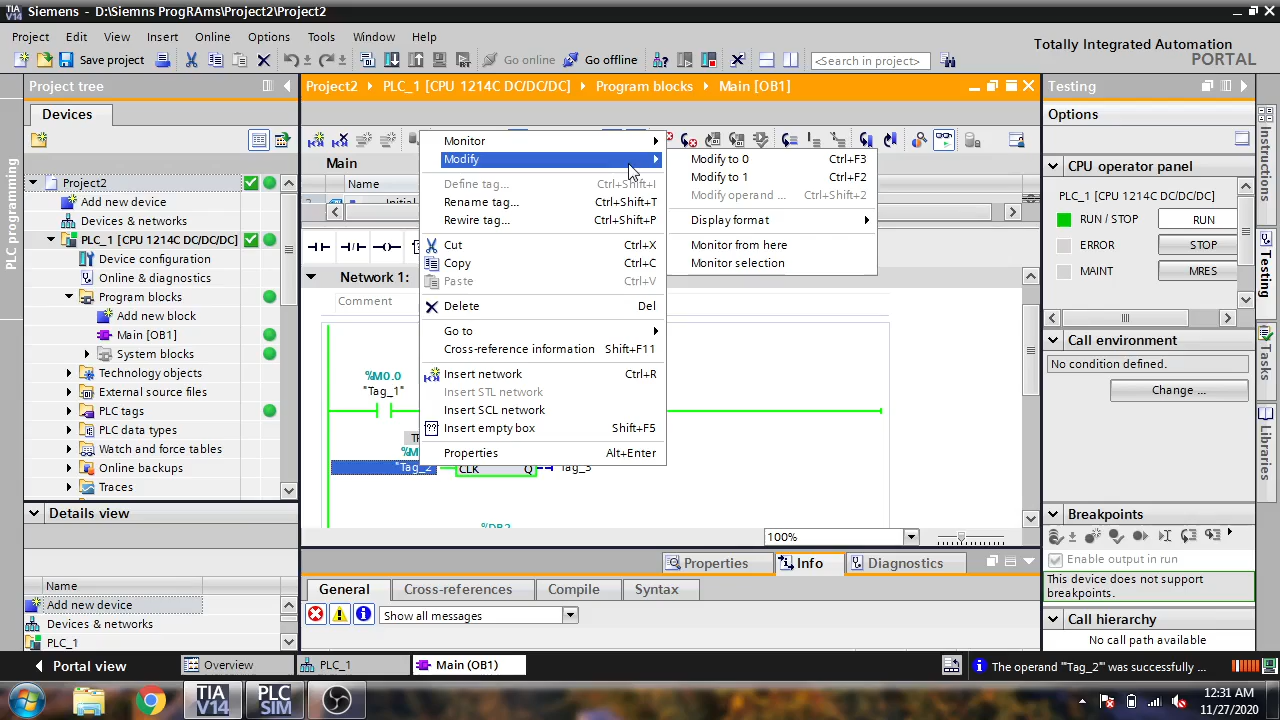 TIA
V14
Siemens - D:\Siemns ProgRAms\Project2\Project2
Project Edit View Insert Online Options Tools Window Help
Totally Integrated Automation
PORTAL
Save project
Go online
Go offline
<Search in project>
Project tree
Project2 PLC_1 [CPU 1214C DC/DC/DC] Program blocks Main [OB1]
Testing
Devices
Options
PLC programming
Project2
Add new device
Devices & networks
PLC_1 [CPU 1214C DC/DC/DC]
Device configuration
Online & diagnostics
Program blocks
Add new block
Main [OB1]
System blocks
Technology objects
External source files
PLC tags
PLC data types
Watch and force tables
Online backups
Traces
Details view
Name
Add new device
Devices & networks
PLC_1
Main
Name
Initial
Network 1:
Comment
%M0.0
"Tag_1"
"Tag_2
CLK Q
"Tag_3"
%DB2
100%
Monitor
Modify
Define tag... Ctrl+Shift+I
Rename tag... Ctrl+Shift+T
Rewire tag... Ctrl+Shift+P
Cut Ctrl+X
Copy Ctrl+C
Paste Ctrl+V
Delete Del
Go to
Cross-reference information Shift+F11
Insert network Ctrl+R
Insert STL network
Insert SCL network
Insert empty box Shift+F5
Properties Alt+Enter
Modify to 0 Ctrl+F3
Modify to 1 Ctrl+F2
Modify operand ... Ctrl+Shift+2
Display format
Monitor from here
Monitor selection
Properties Info Diagnostics
General Cross-references Compile Syntax
Show all messages
CPU operator panel
PLC_1 [CPU 1214C DC/DC/DC]
RUN / STOP RUN
ERROR STOP
MAINT MRES
Call environment
No condition defined.
Change ...
Breakpoints
Enable output in run
This device does not support
breakpoints.
Call hierarchy
No call path available
Instructions
Testing
Tasks
Libraries
Portal view
Overview
PLC_1
Main (OB1)
The operand '"Tag_2"' was successfully ...
TIA
V14
PLC
SIM
12:31 AM
11/27/2020